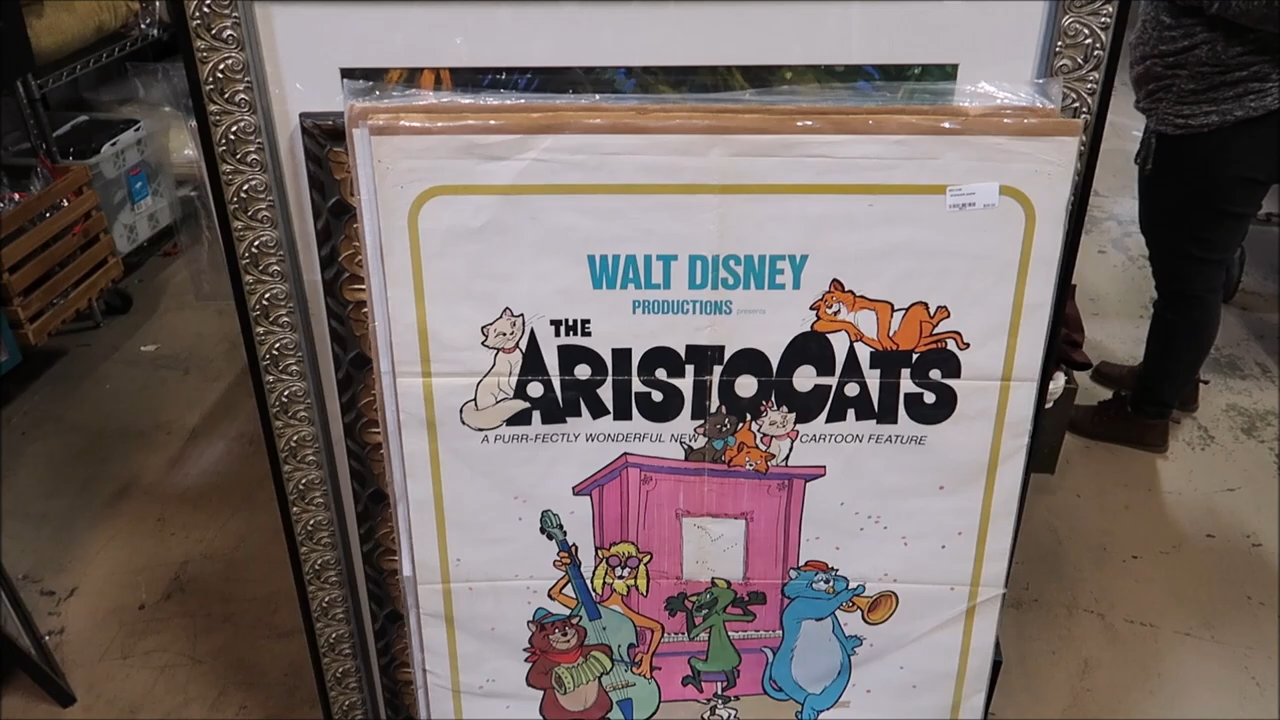 WALT DISNEY
PRODUCTIONS presents
THE
ARISTOCATS
A PURR-FECTLY WONDERFUL NEW CARTOON FEATURE